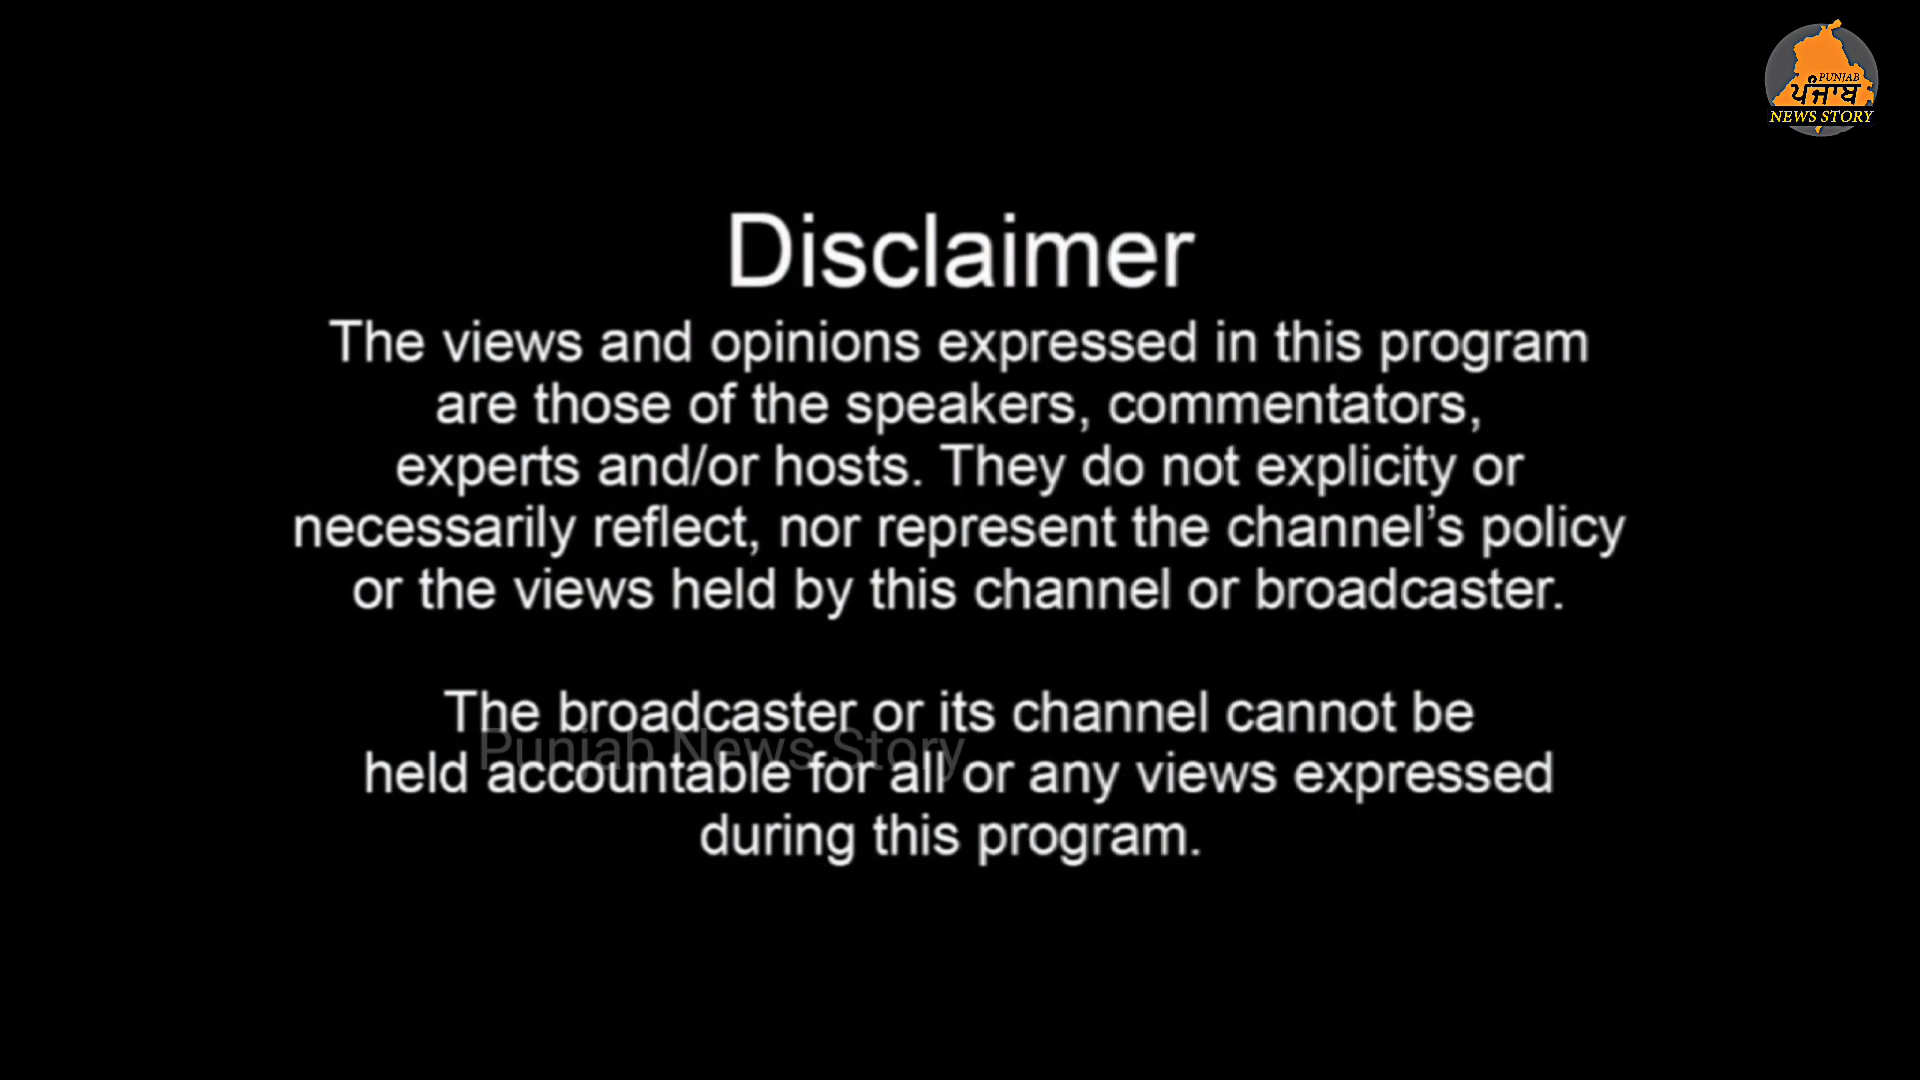 PUNJAB
ਪੰਜਾਬ
NEWS STORY
Disclaimer
The views and opinions expressed in this program
are those of the speakers, commentators,
experts and/or hosts. They do not explicity or
necessarily reflect, nor represent the channel’s policy
or the views held by this channel or broadcaster.
The broadcaster or its channel cannot be
Punjab News Story
held accountable for all or any views expressed
during this program.